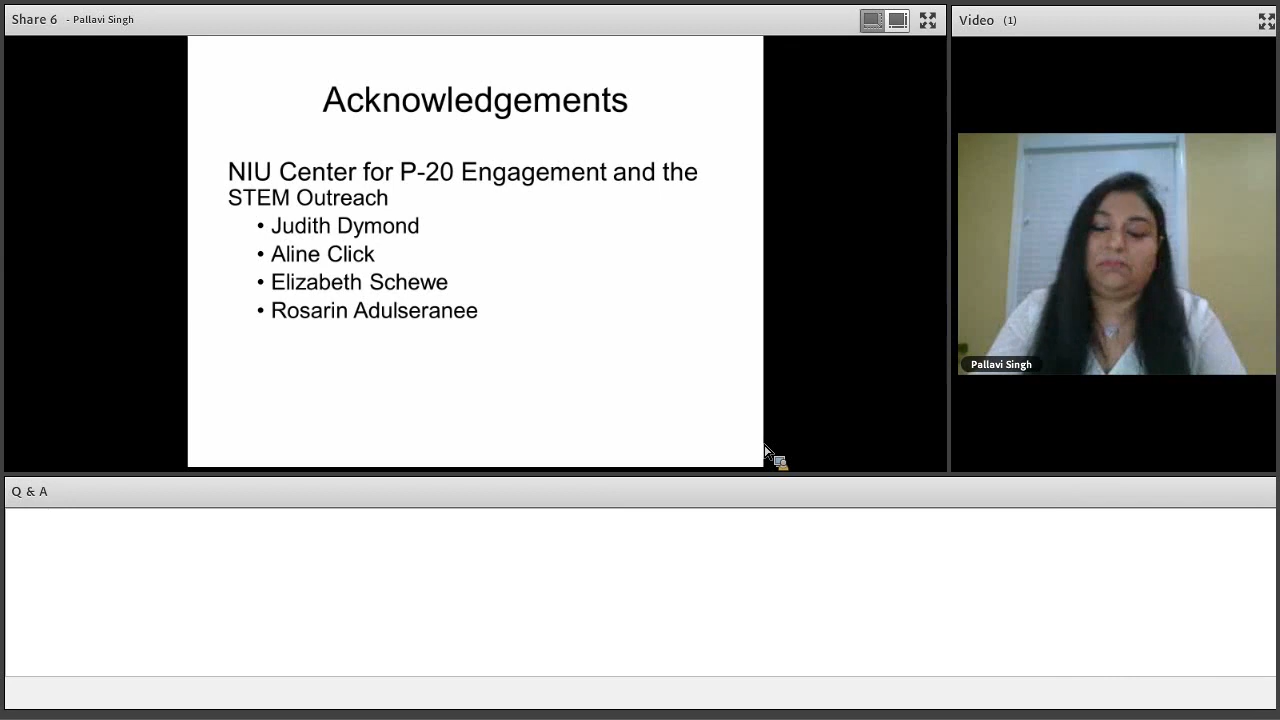 Share 6 - Pallavi Singh
Video (1)
Acknowledgements
NIU Center for P-20 Engagement and the
STEM Outreach
• Judith Dymond
• Aline Click
• Elizabeth Schewe
• Rosarin Adulseranee
Pallavi Singh
Q & A